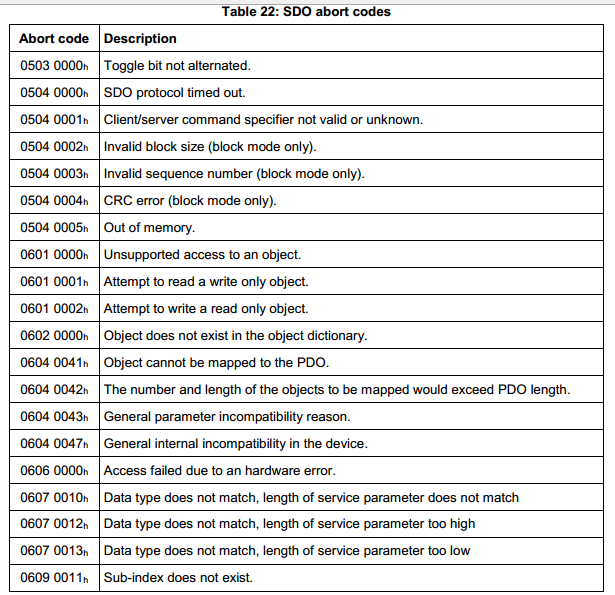 Table 22: SDO abort codes
Abort code Description
0503 0000h Toggle bit not alternated.
0504 0000h SDO protocol timed out.
0504 0001h Client/server command specifier not valid or unknown.
0504 0002h Invalid block size (block mode only).
0504 0003h Invalid sequence number (block mode only).
0504 0004h CRC error (block mode only).
0504 0005h Out of memory.
0601 0000h Unsupported access to an object.
0601 0001h Attempt to read a write only object.
0601 0002h Attempt to write a read only object.
0602 0000h Object does not exist in the object dictionary.
0604 0041h Object cannot be mapped to the PDO.
0604 0042h The number and length of the objects to be mapped would exceed PDO length.
0604 0043h General parameter incompatibility reason.
0604 0047h General internal incompatibility in the device.
0606 0000h Access failed due to an hardware error.
0607 0010h Data type does not match, length of service parameter does not match
0607 0012h Data type does not match, length of service parameter too high
0607 0013h Data type does not match, length of service parameter too low
0609 0011h Sub-index does not exist.